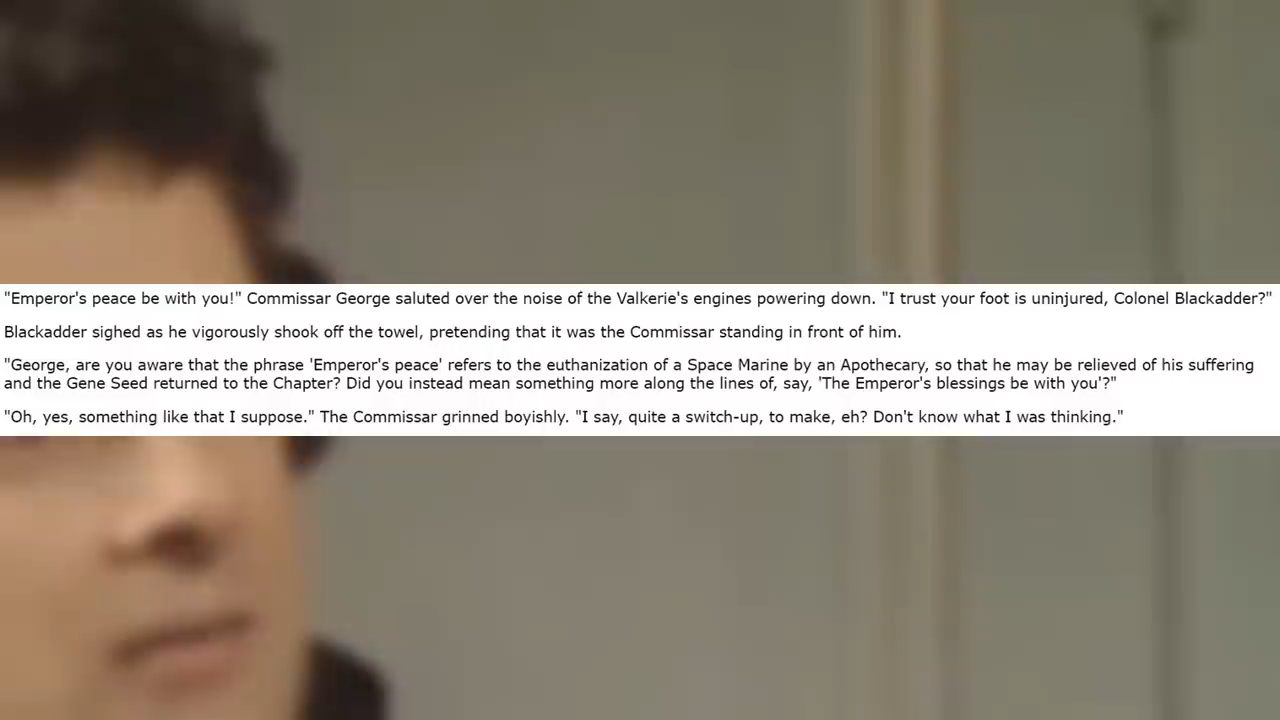 "Emperor's peace be with you!" Commissar George saluted over the noise of the Valkerie's engines powering down. "I trust your foot is uninjured, Colonel Blackadder?"
Blackadder sighed as he vigorously shook off the towel, pretending that it was the Commissar standing in front of him.
"George, are you aware that the phrase 'Emperor's peace' refers to the euthanization of a Space Marine by an Apothecary, so that he may be relieved of his suffering
and the Gene Seed returned to the Chapter? Did you instead mean something more along the lines of, say, 'The Emperor's blessings be with you'?"
"Oh, yes, something like that I suppose." The Commissar grinned boyishly. "I say, quite a switch-up, to make, eh? Don't know what I was thinking."